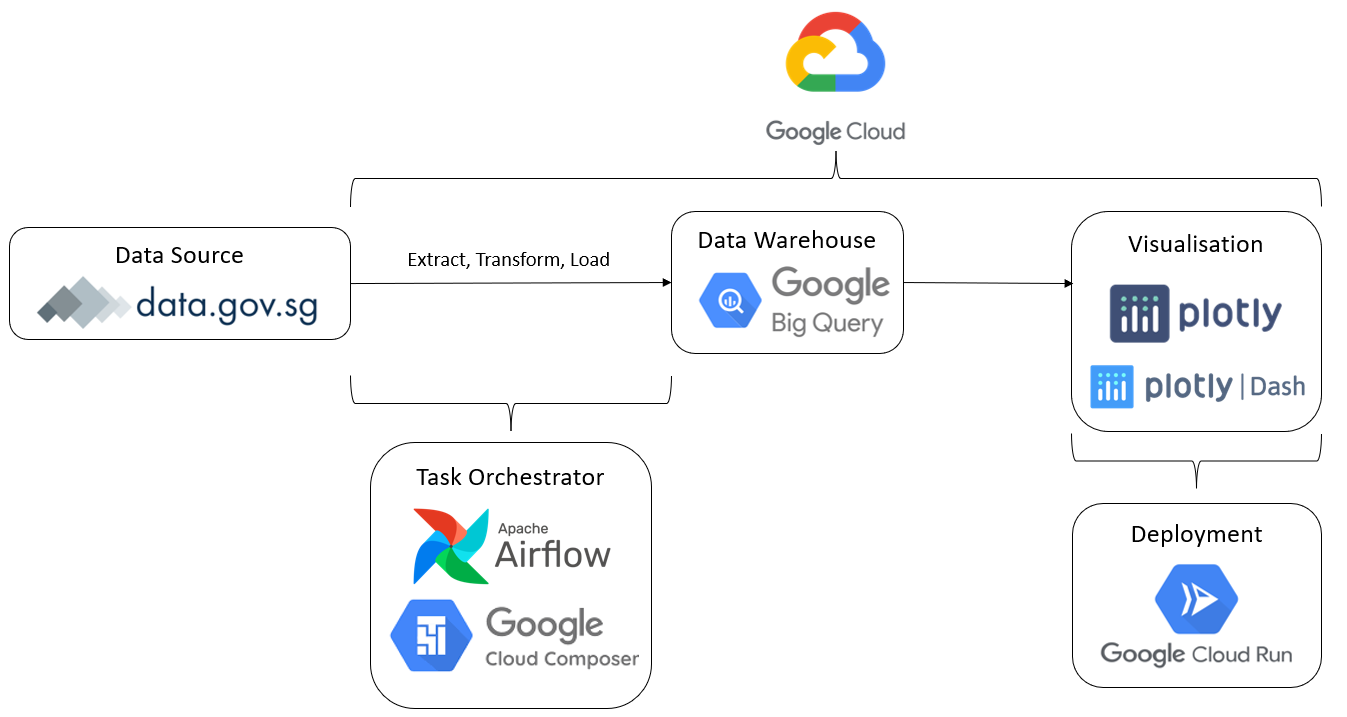 Google Cloud
Data Source
data.gov.sg
Extract, Transform, Load
Data Warehouse
Google
Big Query
Visualisation
plotly
plotly | Dash
Task Orchestrator
Apache
Airflow
Google
Cloud Composer
Deployment
Google Cloud Run